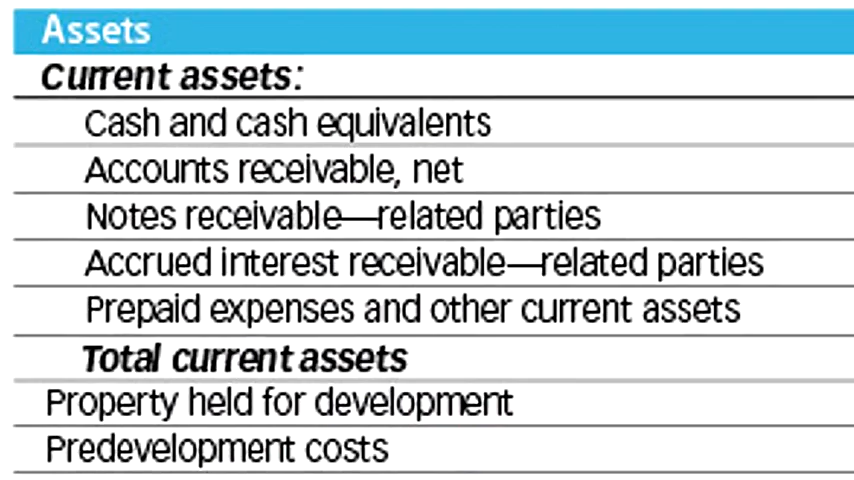 Assets
Current assets:
Cash and cash equivalents
Accounts receivable, net
Notes receivable—related parties
Accrued interest receivable—related parties
Prepaid expenses and other current assets
Total current assets
Property held for development
Predevelopment costs